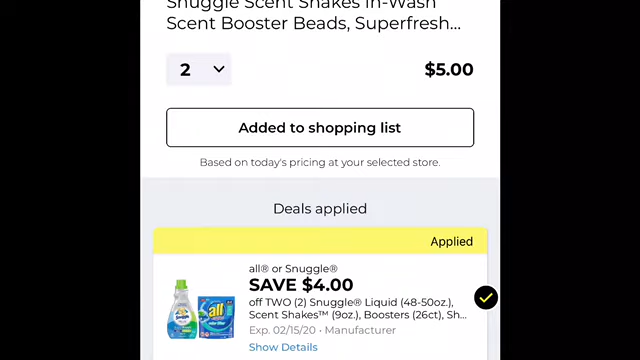 Snuggle Scent Shakes In-Wash
Scent Booster Beads, Superfresh...
2
$5.00
Added to shopping list
Based on today's pricing at your selected store.
Deals applied
Applied
all® or Snuggle®
SAVE $4.00
off TWO (2) Snuggle® Liquid (48-50oz.),
Scent Shakes™ (9oz.), Boosters (26ct), Sh...
Exp. 02/15/20 • Manufacturer
Show Details
all